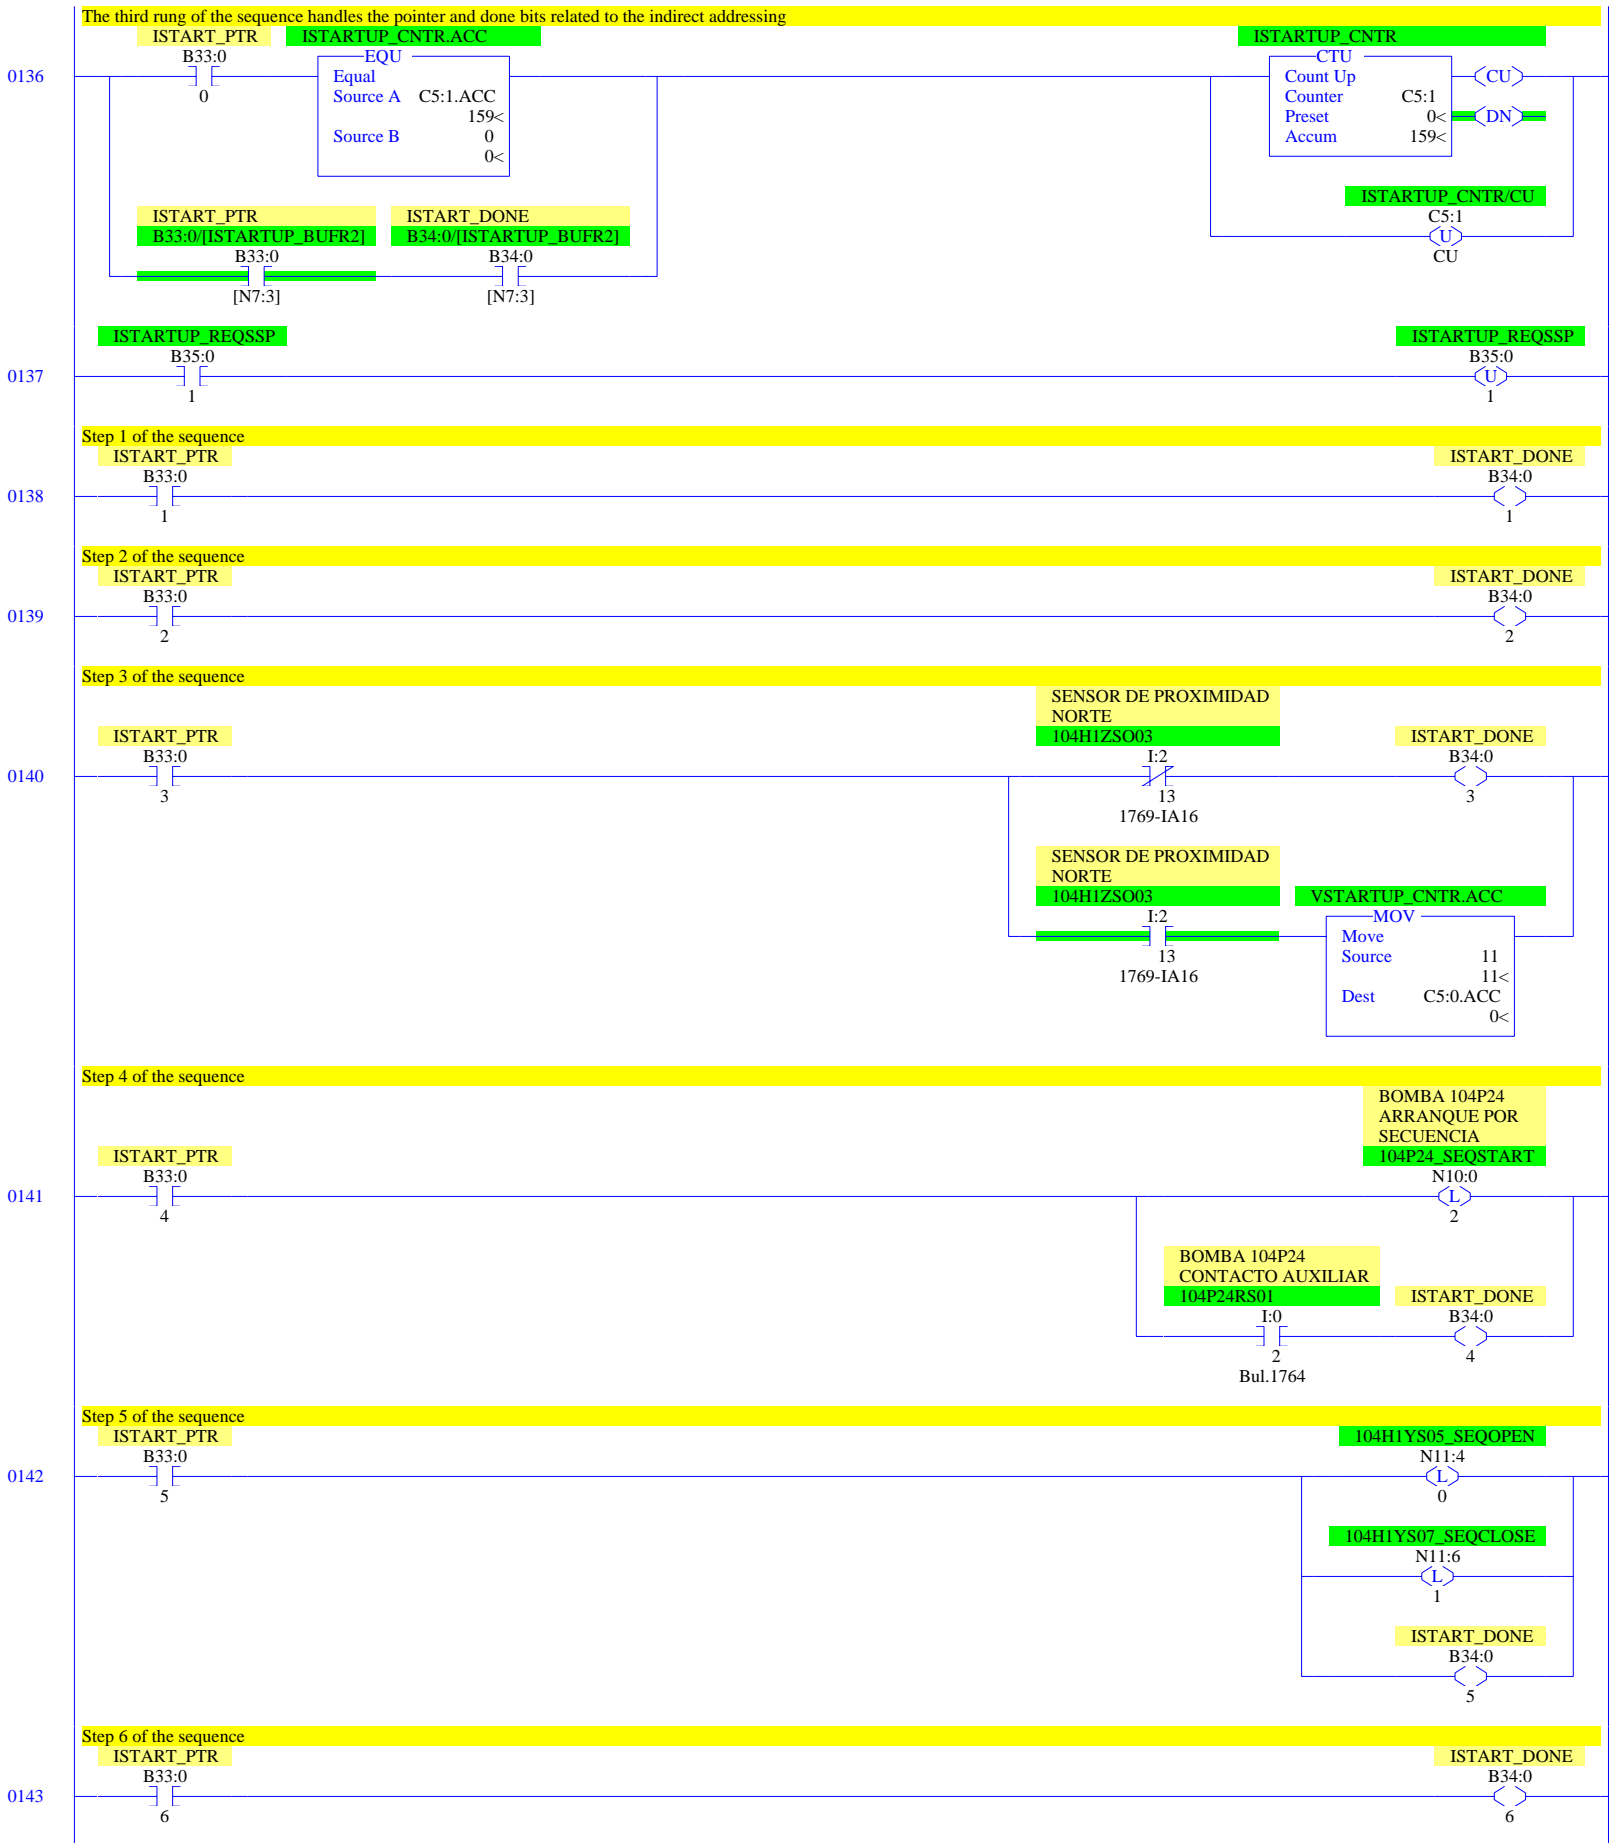 The third rung of the sequence handles the pointer and done bits related to the indirect addressing
ISTART_PTR ISTARTUP_CNTR.ACC ISTARTUP_CNTR
B33:0 EQU CTU
0136 Equal Count Up CU
0 Source A C5:1.ACC Counter C5:1
159< Preset 0< DN
Source B 0 Accum 159<
0<
ISTARTUP_CNTR/CU
ISTART_PTR ISTART_DONE C5:1
B33:0/[ISTARTUP_BUFR2] B34:0/[ISTARTUP_BUFR2] U
B33:0 B34:0 CU
[N7:3] [N7:3]
ISTARTUP_REQSSP ISTARTUP_REQSSP
B35:0 B35:0
0137 U
1 1
Step 1 of the sequence
ISTART_PTR ISTART_DONE
B33:0 B34:0
0138
1 1
Step 2 of the sequence
ISTART_PTR ISTART_DONE
B33:0 B34:0
0139
2 2
Step 3 of the sequence
SENSOR DE PROXIMIDAD
NORTE
ISTART_PTR 104H1ZSO03 ISTART_DONE
B33:0 I:2 B34:0
0140
3 13 3
1769-IA16
SENSOR DE PROXIMIDAD
NORTE
104H1ZSO03 VSTARTUP_CNTR.ACC
I:2 MOV
Move
13 Source 11
1769-IA16 11<
Dest C5:0.ACC
0<
Step 4 of the sequence
BOMBA 104P24
ARRANQUE POR
SECUENCIA
ISTART_PTR 104P24_SEQSTART
B33:0 N10:0
0141 L
4 2
BOMBA 104P24
CONTACTO AUXILIAR
104P24RS01 ISTART_DONE
I:0 B34:0
2 4
Bul.1764
Step 5 of the sequence
ISTART_PTR 104H1YS05_SEQOPEN
B33:0 N11:4
0142 L
5 0
104H1YS07_SEQCLOSE
N11:6
L
1
ISTART_DONE
B34:0
5
Step 6 of the sequence
ISTART_PTR ISTART_DONE
B33:0 B34:0
0143
6 6